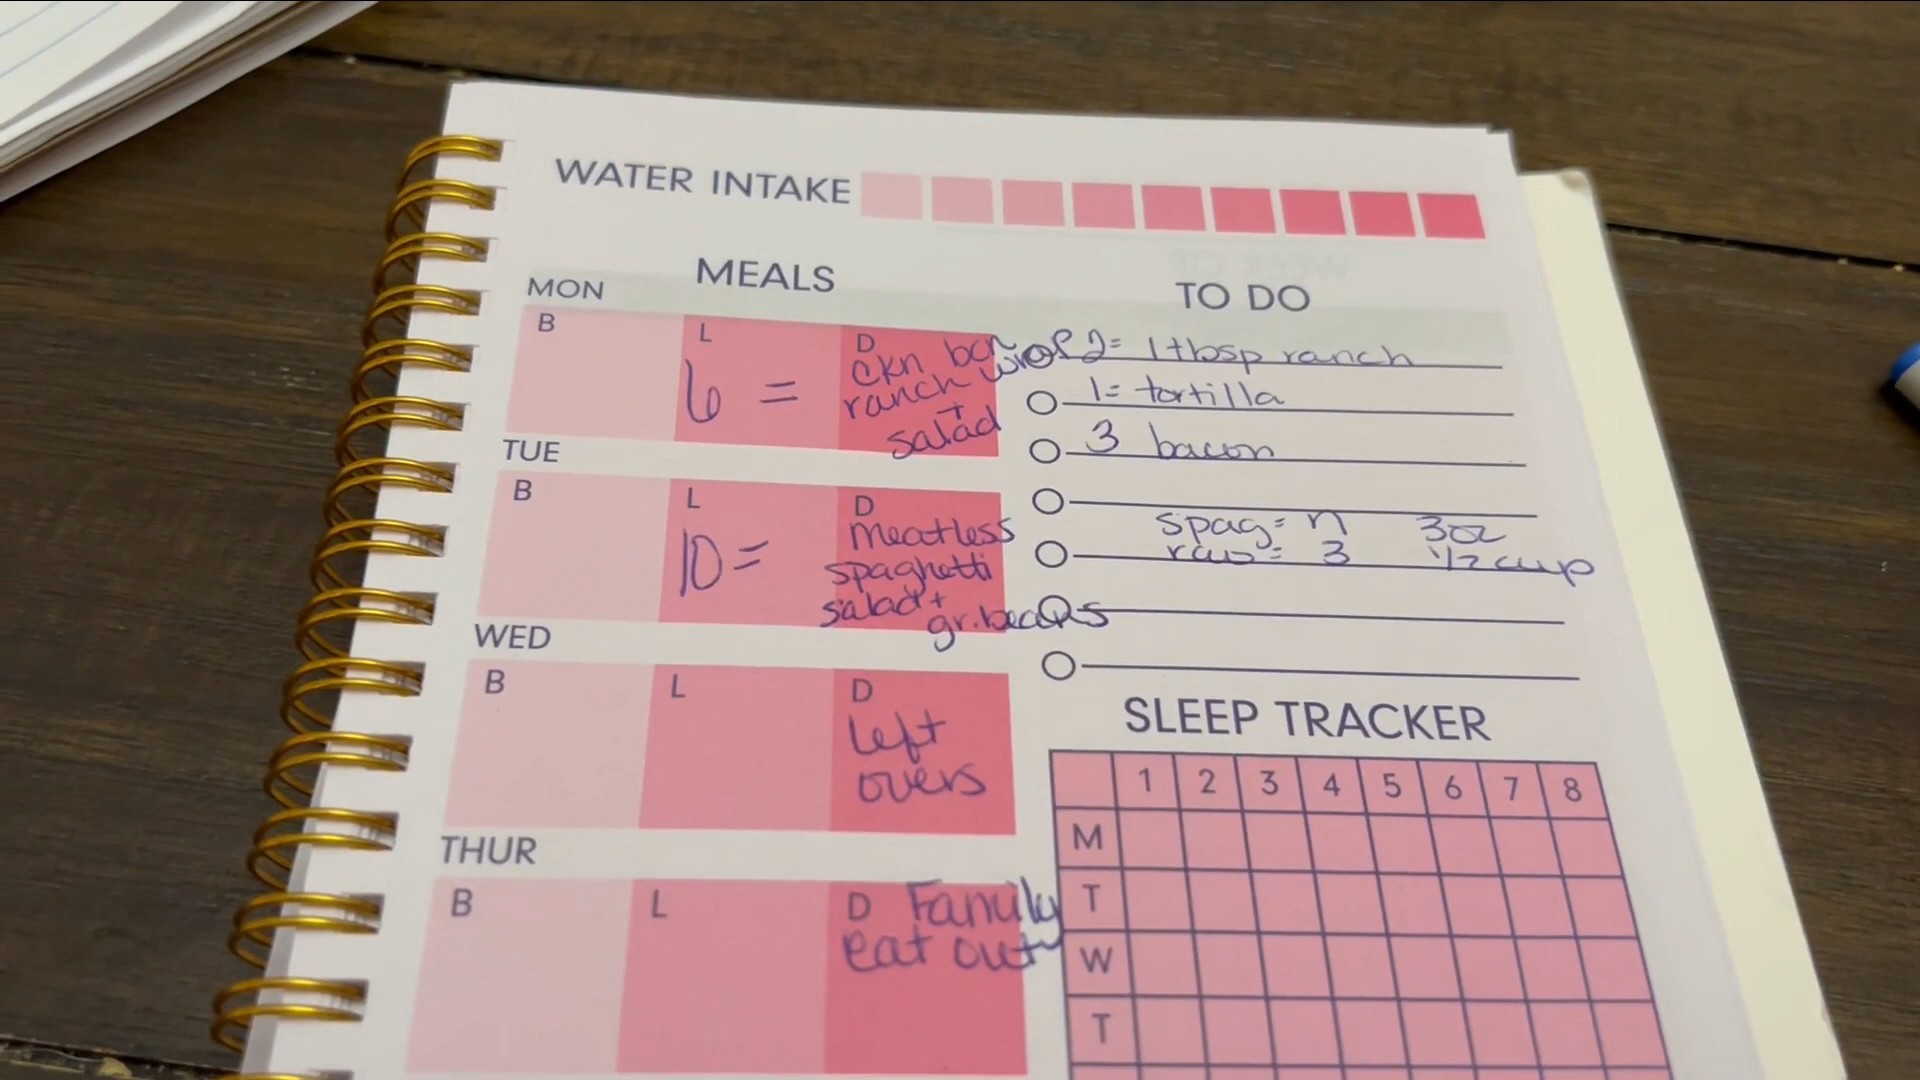 WATER INTAKE
MEALS
MON
B
L
6 =
D
ckn bcn
ranch wrap
+
salad
TUE
B
L
10 =
D
meatless
spaghetti
salad +
gr.beans
WED
B
L
D
left
overs
THUR
B
L
D Family
eat out
TO DO
2= 1 tbsp ranch
1= tortilla
3 bacon
spag= 7 3oz
rao= 3 1/2 cup
SLEEP TRACKER
1 2 3 4 5 6 7 8
M
T
W
T